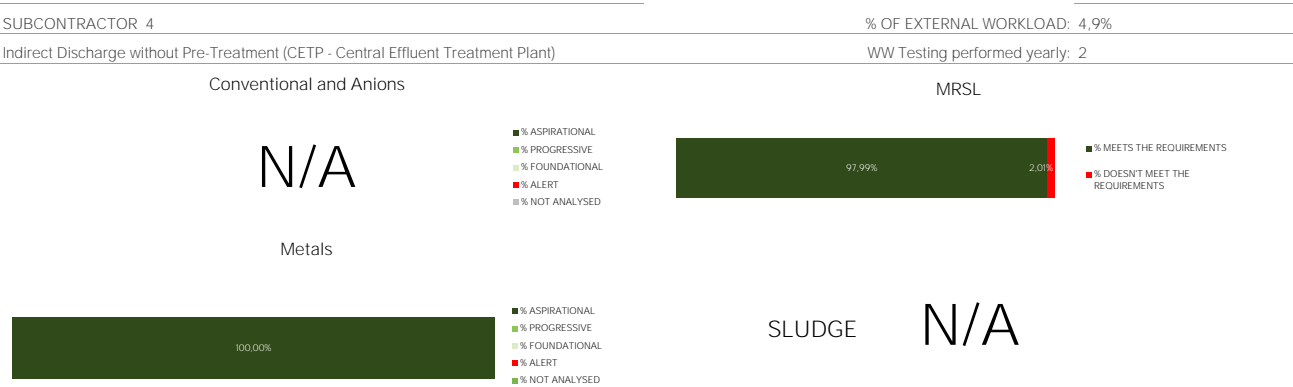 SUBCONTRACTOR 4
% OF EXTERNAL WORKLOAD: 4,9%
Indirect Discharge without Pre-Treatment (CETP - Central Effluent Treatment Plant)
WW Testing performed yearly: 2
Conventional and Anions
N/A
% ASPIRATIONAL
% PROGRESSIVE
% FOUNDATIONAL
% ALERT
% NOT ANALYSED
MRSL
97,99%
2,01%
% MEETS THE REQUIREMENTS
% DOESN'T MEET THE
REQUIREMENTS
Metals
100,00%
% ASPIRATIONAL
% PROGRESSIVE
% FOUNDATIONAL
% ALERT
% NOT ANALYSED
SLUDGE
N/A